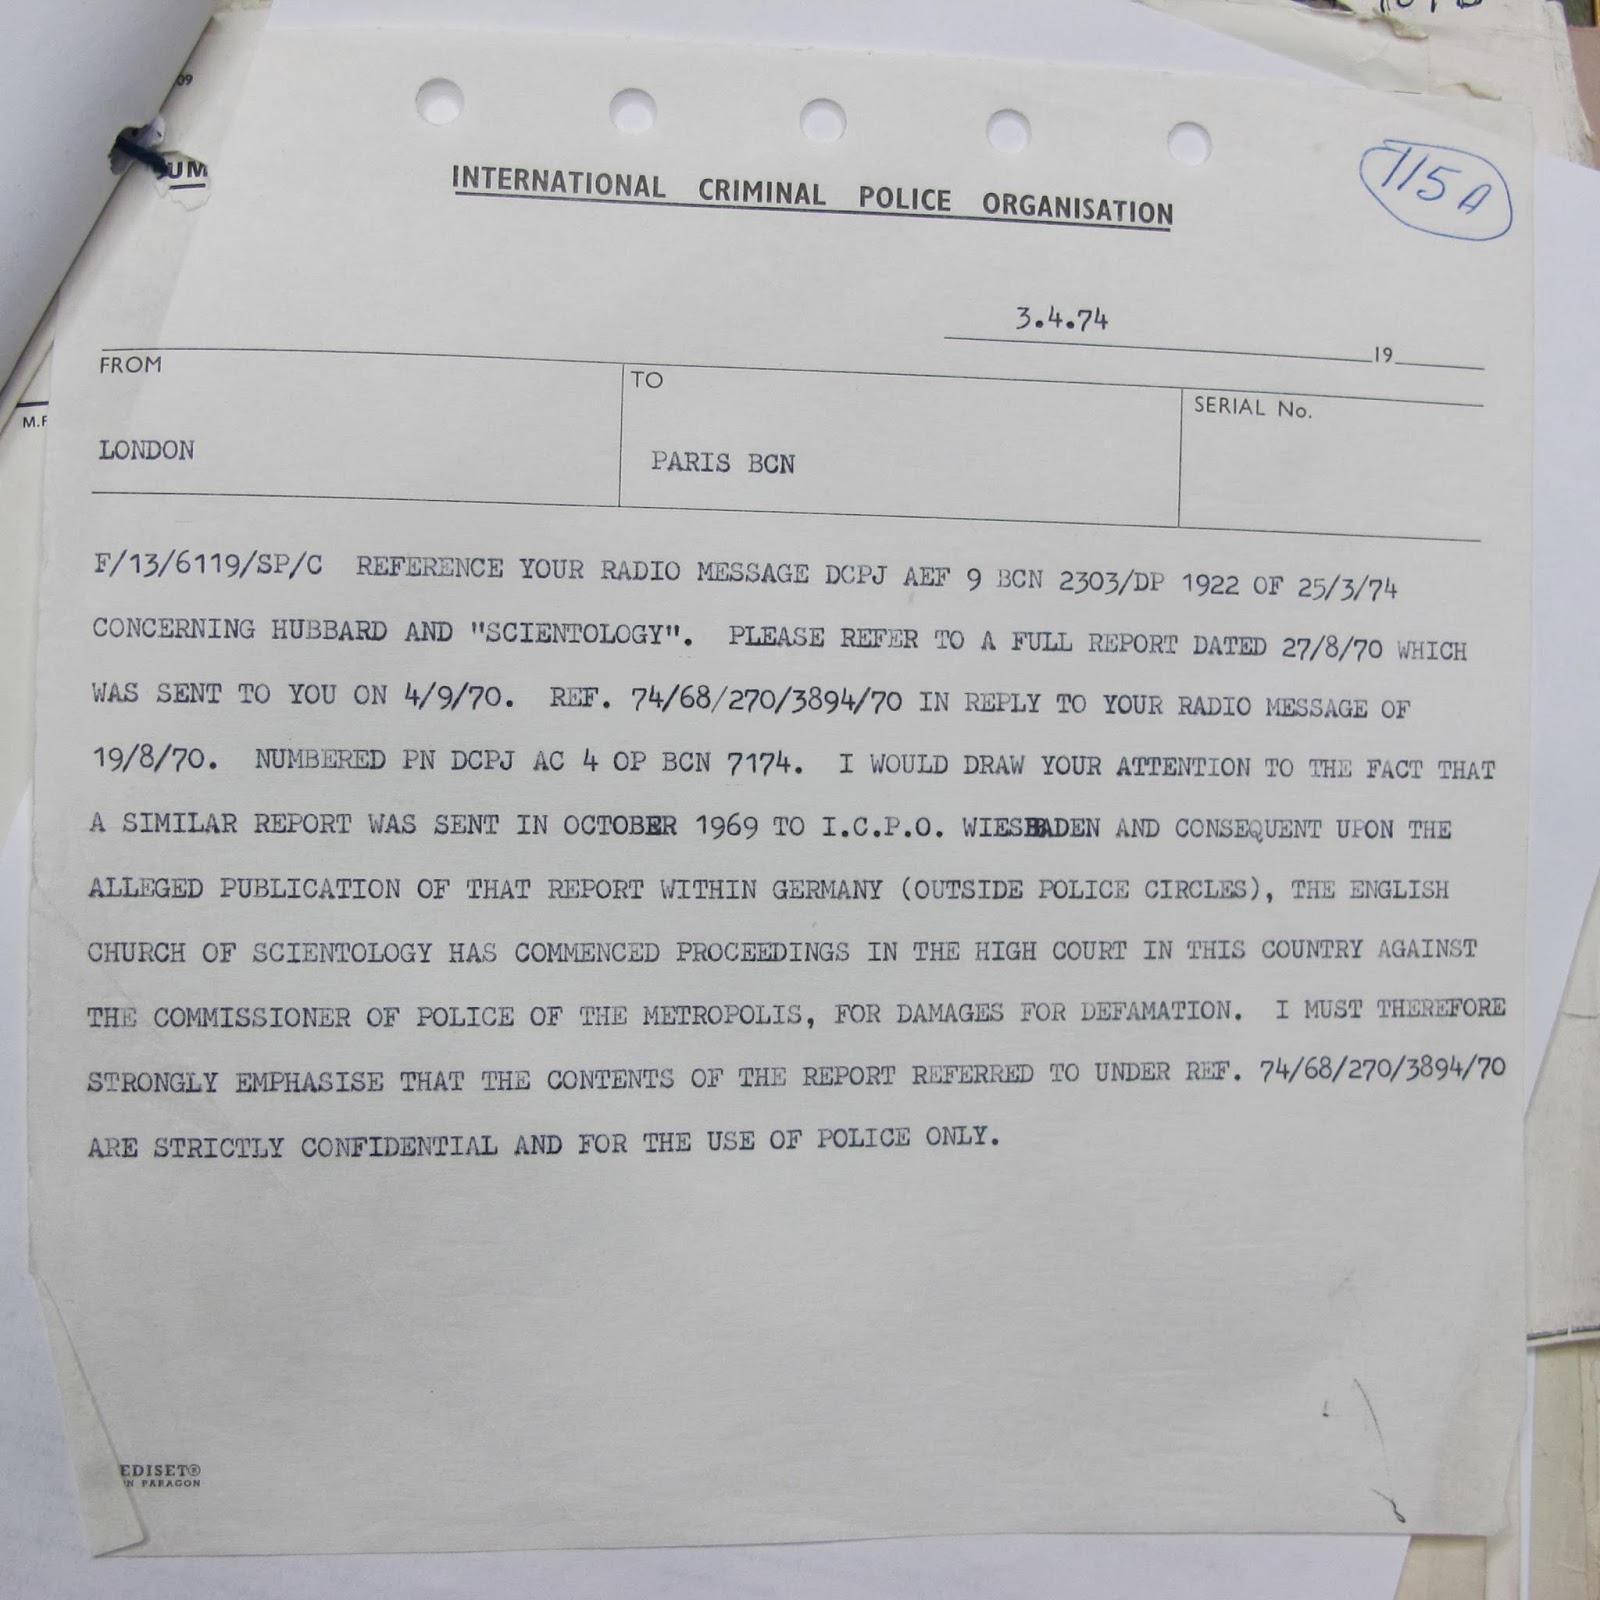 09
UM
INTERNATIONAL CRIMINAL POLICE ORGANISATION
115A
3.4.74
19
FROM
TO
SERIAL No.
M.P
LONDON
PARIS BCN
F/13/6119/SP/C REFERENCE YOUR RADIO MESSAGE DCPJ AEF 9 BCN 2303/DP 1922 OF 25/3/74
CONCERNING HUBBARD AND "SCIENTOLOGY". PLEASE REFER TO A FULL REPORT DATED 27/8/70 WHICH
WAS SENT TO YOU ON 4/9/70. REF. 74/68/270/3894/70 IN REPLY TO YOUR RADIO MESSAGE OF
19/8/70. NUMBERED PN DCPJ AC 4 OP BCN 7174. I WOULD DRAW YOUR ATTENTION TO THE FACT THAT
A SIMILAR REPORT WAS SENT IN OCTOBER 1969 TO I.C.P.O. WIESBADEN AND CONSEQUENT UPON THE
ALLEGED PUBLICATION OF THAT REPORT WITHIN GERMANY (OUTSIDE POLICE CIRCLES), THE ENGLISH
CHURCH OF SCIENTOLOGY HAS COMMENCED PROCEEDINGS IN THE HIGH COURT IN THIS COUNTRY AGAINST
THE COMMISSIONER OF POLICE OF THE METROPOLIS, FOR DAMAGES FOR DEFAMATION. I MUST THEREFORE
STRONGLY EMPHASISE THAT THE CONTENTS OF THE REPORT REFERRED TO UNDER REF. 74/68/270/3894/70
ARE STRICTLY CONFIDENTIAL AND FOR THE USE OF POLICE ONLY.
EDISET®
N PARAGON